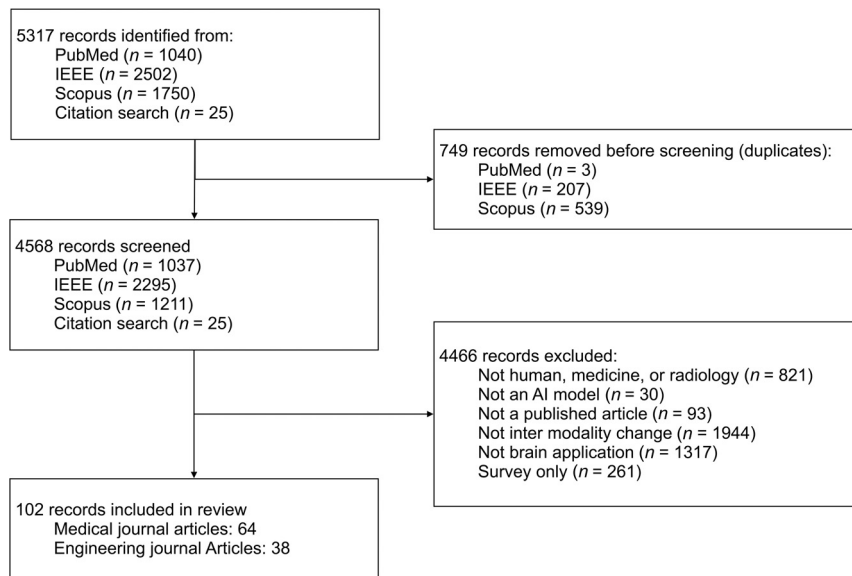 5317 records identified from:
PubMed (n = 1040)
IEEE (n = 2502)
Scopus (n = 1750)
Citation search (n = 25)
749 records removed before screening (duplicates):
PubMed (n = 3)
IEEE (n = 207)
Scopus (n = 539)
4568 records screened
PubMed (n = 1037)
IEEE (n = 2295)
Scopus (n = 1211)
Citation search (n = 25)
4466 records excluded:
Not human, medicine, or radiology (n = 821)
Not an AI model (n = 30)
Not a published article (n = 93)
Not inter modality change (n = 1944)
Not brain application (n = 1317)
Survey only (n = 261)
102 records included in review
Medical journal articles: 64
Engineering journal Articles: 38